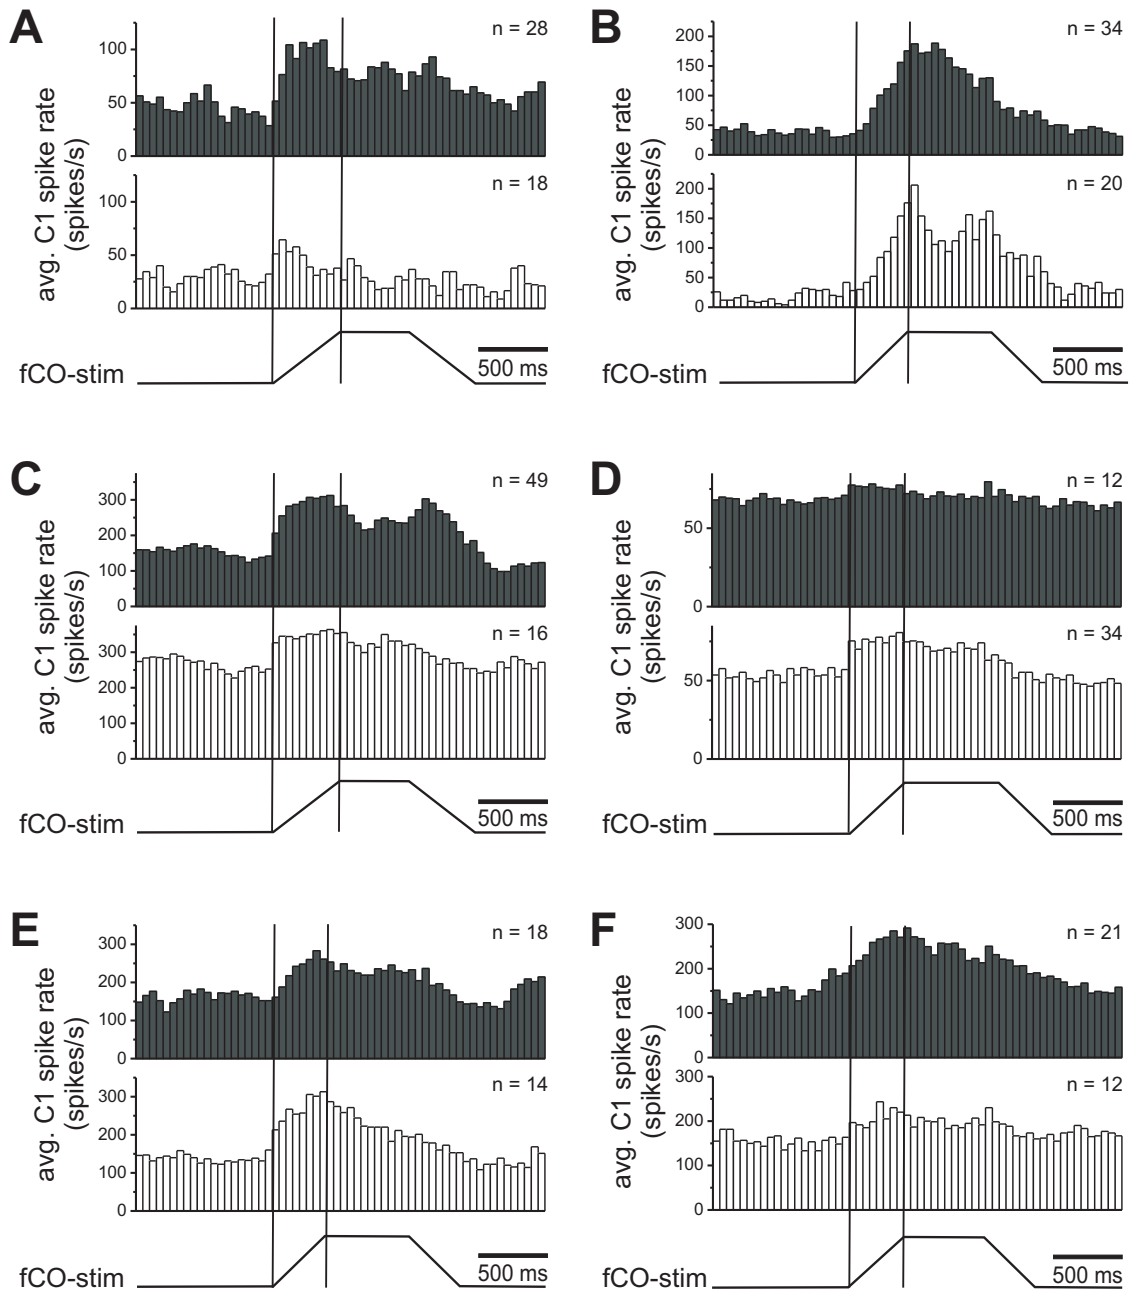 A
n = 28
100
50
0
avg. C1 spike rate
(spikes/s)
n = 18
100
50
0
fCO-stim
500 ms
B
n = 34
200
150
100
50
0
avg. C1 spike rate
(spikes/s)
n = 20
200
150
100
50
0
fCO-stim
500 ms
C
n = 49
300
200
100
0
avg. C1 spike rate
(spikes/s)
n = 16
300
200
100
0
fCO-stim
500 ms
D
n = 12
50
0
avg. C1 spike rate
(spikes/s)
n = 34
50
0
fCO-stim
500 ms
E
n = 18
300
200
100
0
avg. C1 spike rate
(spikes/s)
n = 14
300
200
100
0
fCO-stim
500 ms
F
n = 21
300
200
100
0
avg. C1 spike rate
(spikes/s)
n = 12
300
200
100
0
fCO-stim
500 ms